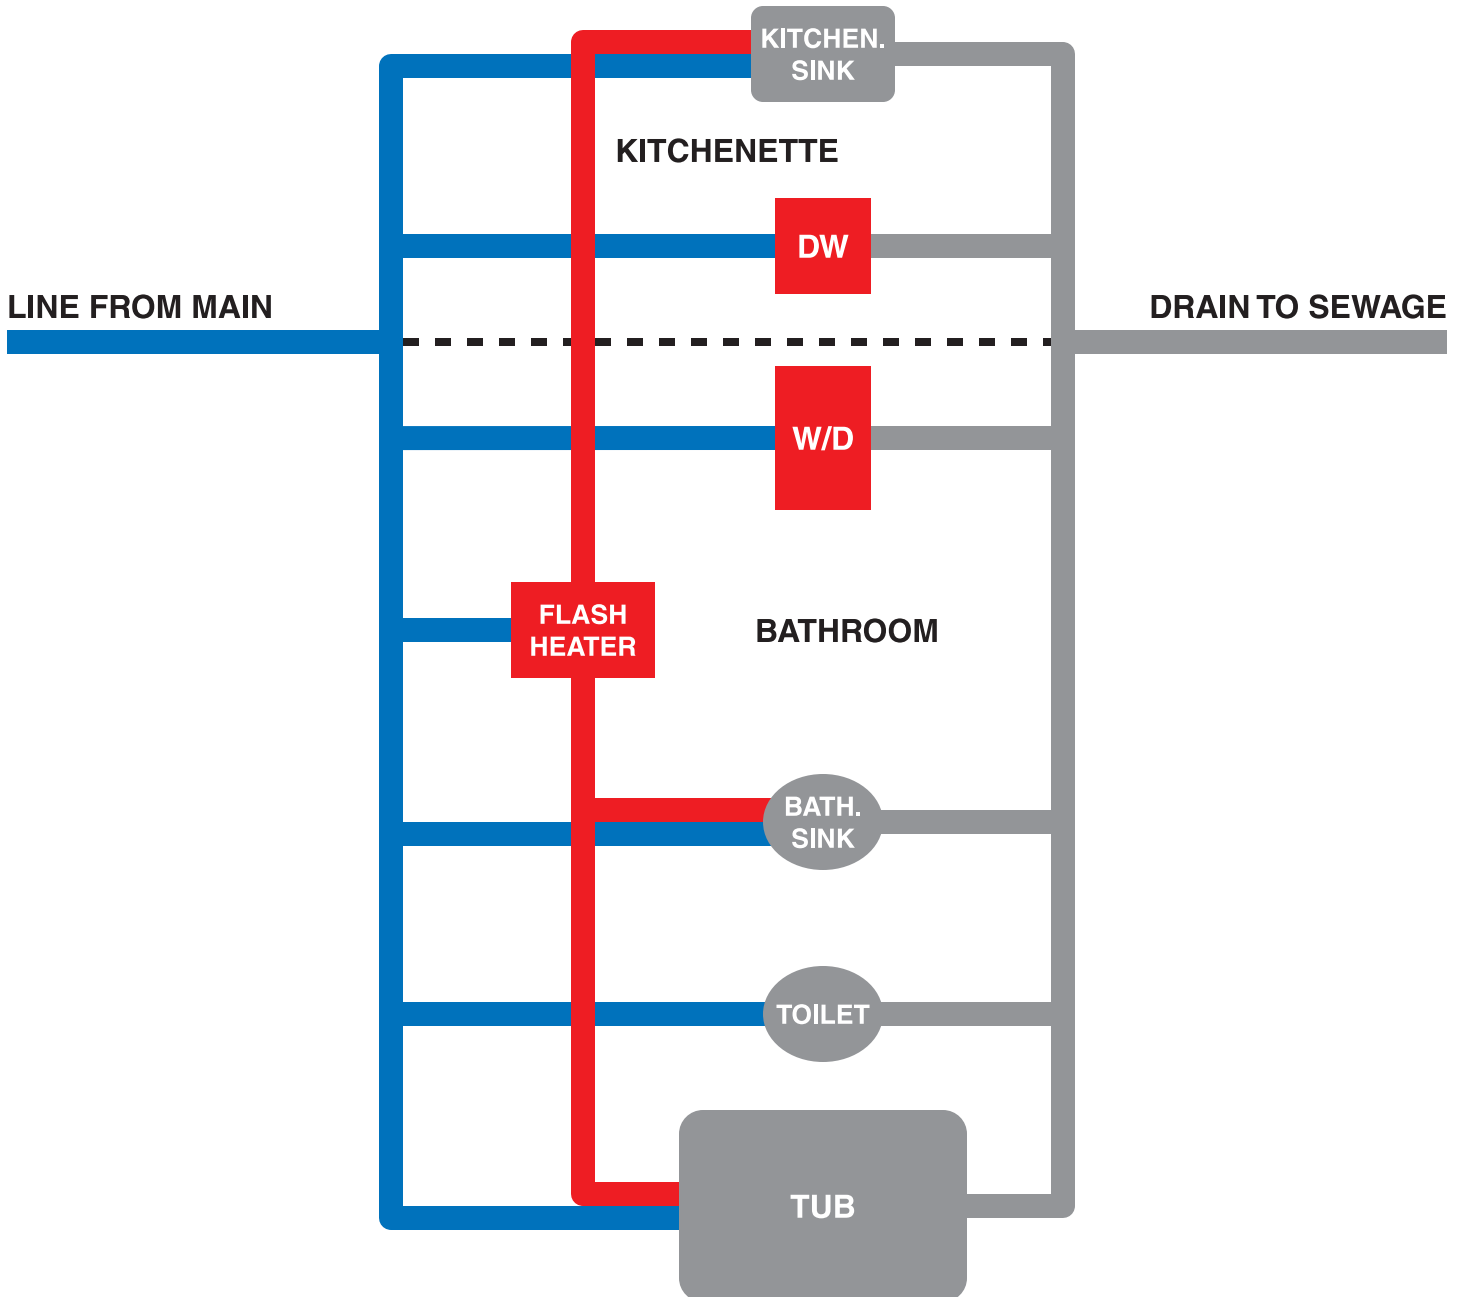 KITCHEN.
SINK
KITCHENETTE
DW
LINE FROM MAIN
DRAIN TO SEWAGE
W/D
FLASH
HEATER
BATHROOM
BATH.
SINK
TOILET
TUB